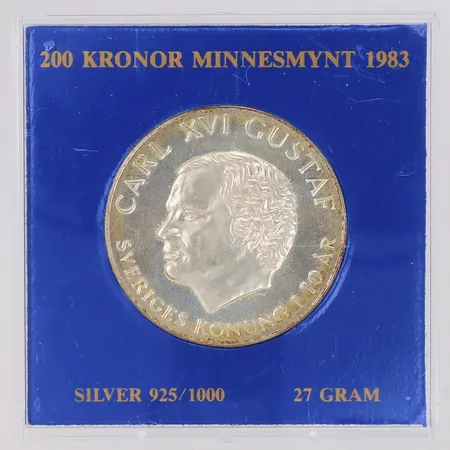 200 KRONOR MINNESMYNT 1983
CARL XVI GUSTAF
SVERIGES KONUNG I 10 ÅR
SILVER 925/1000 27 GRAM